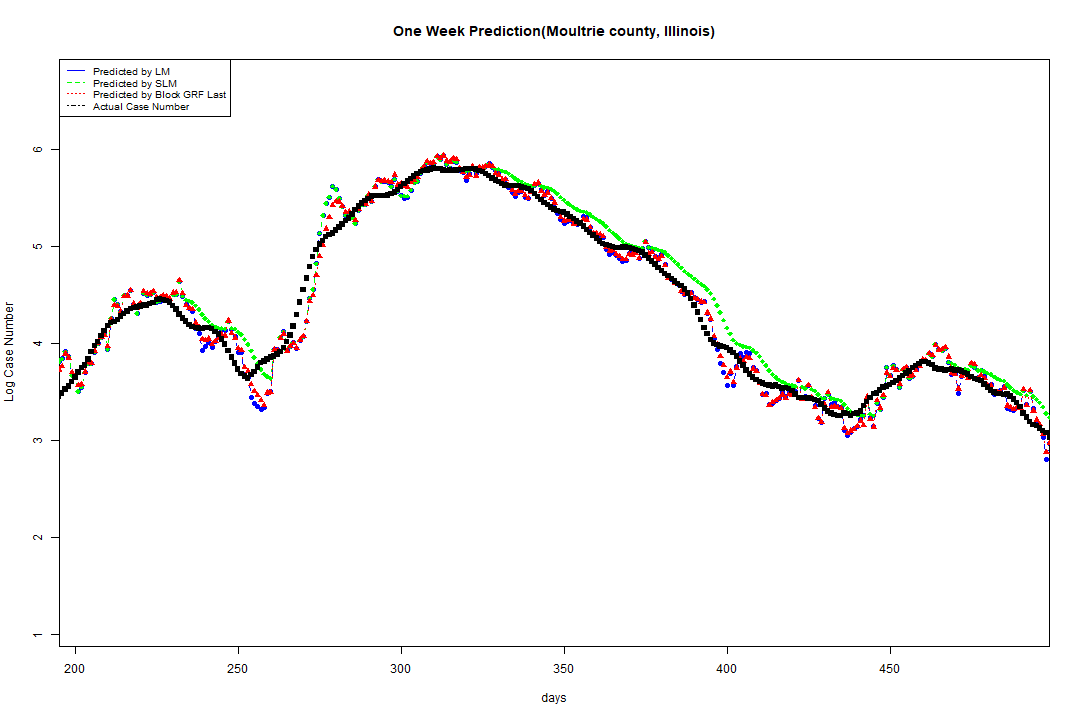 One Week Prediction(Moultrie county, Illinois)
Predicted by LM
Predicted by SLM
Predicted by Block GRF Last
Actual Case Number
Log Case Number
6
5
4
3
2
1
200 250 300 350 400 450
days